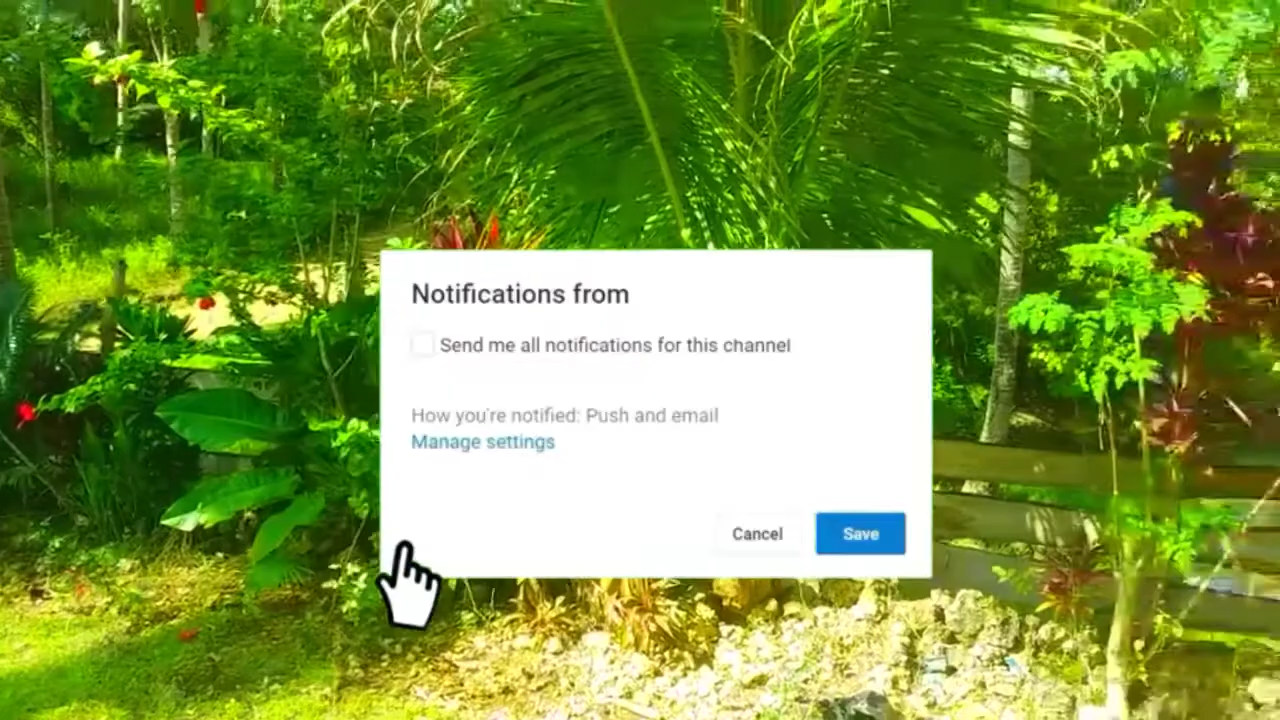 Notifications from
Send me all notifications for this channel
How you're notified: Push and email
Manage settings
Cancel
Save